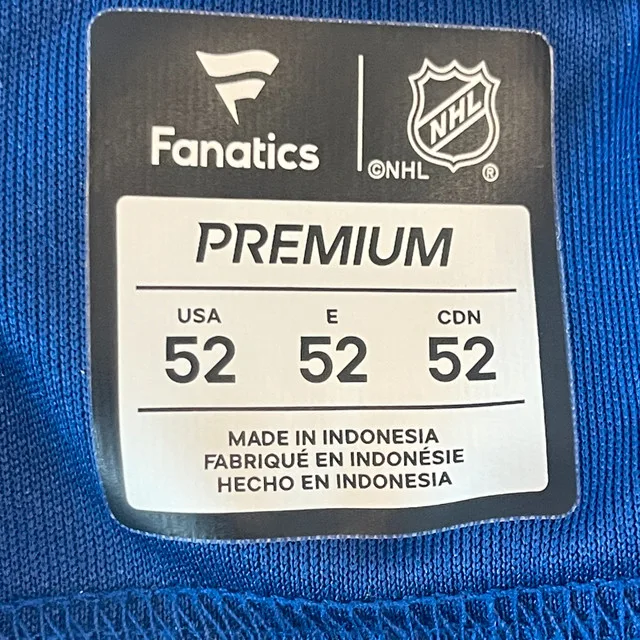 Fanatics
NHL
©NHL ®
PREMIUM
USA E CDN
52 52 52
MADE IN INDONESIA
FABRIQUÉ EN INDONÉSIE
HECHO EN INDONESIA